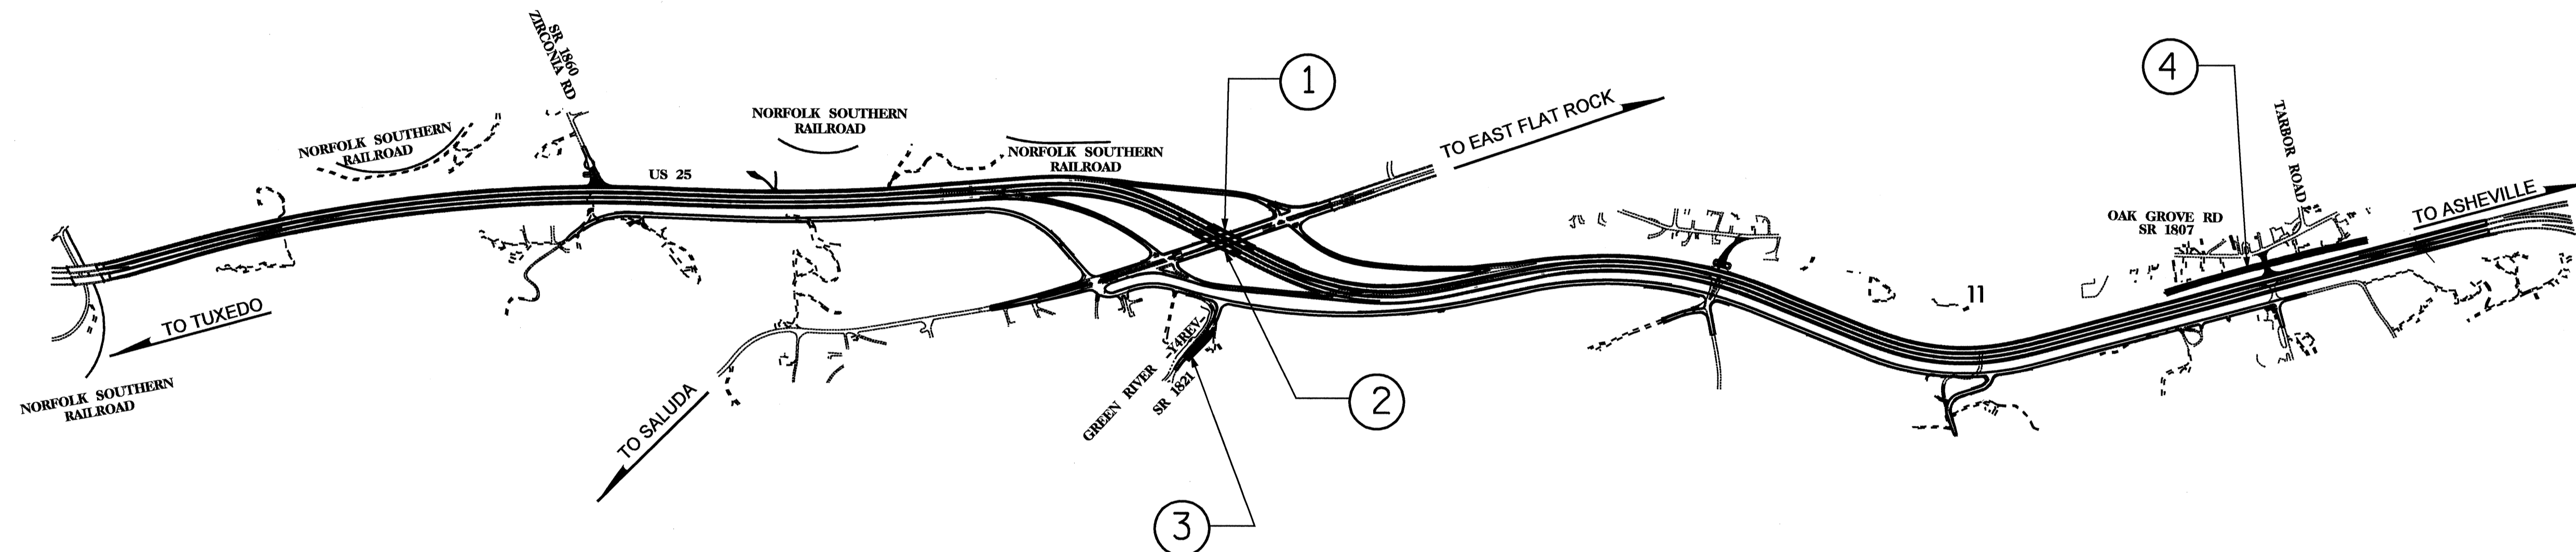 SR 1860
ZIRCONIA RD
NORFOLK SOUTHERN
RAILROAD
US 25
NORFOLK SOUTHERN
RAILROAD
NORFOLK SOUTHERN
RAILROAD
1
TO EAST FLAT ROCK
4
TARBOR ROAD
OAK GROVE RD
SR 1807
TO ASHEVILLE
11
TO TUXEDO
NORFOLK SOUTHERN
RAILROAD
TO SALUDA
-Y4REV-
GREEN RIVER
SR 1821
2
3